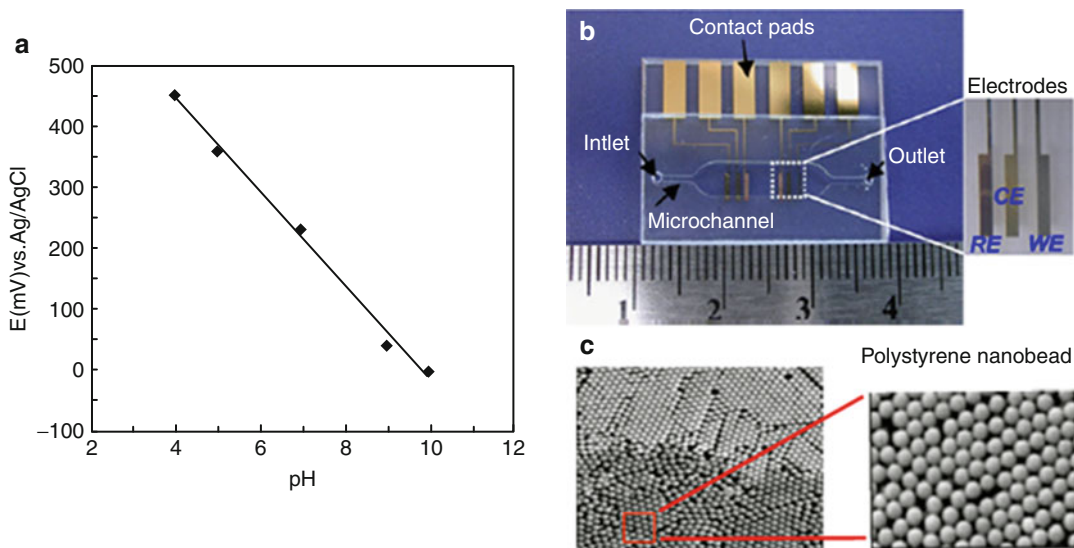 a
500
400
300
200
100
0
–100
2
4
6
8
10
12
pH
E(mV)vs.Ag/AgCl
b
Contact pads
Electrodes
Intlet
Outlet
Microchannel
CE
RE
WE
1
2
3
4
c
Polystyrene nanobead